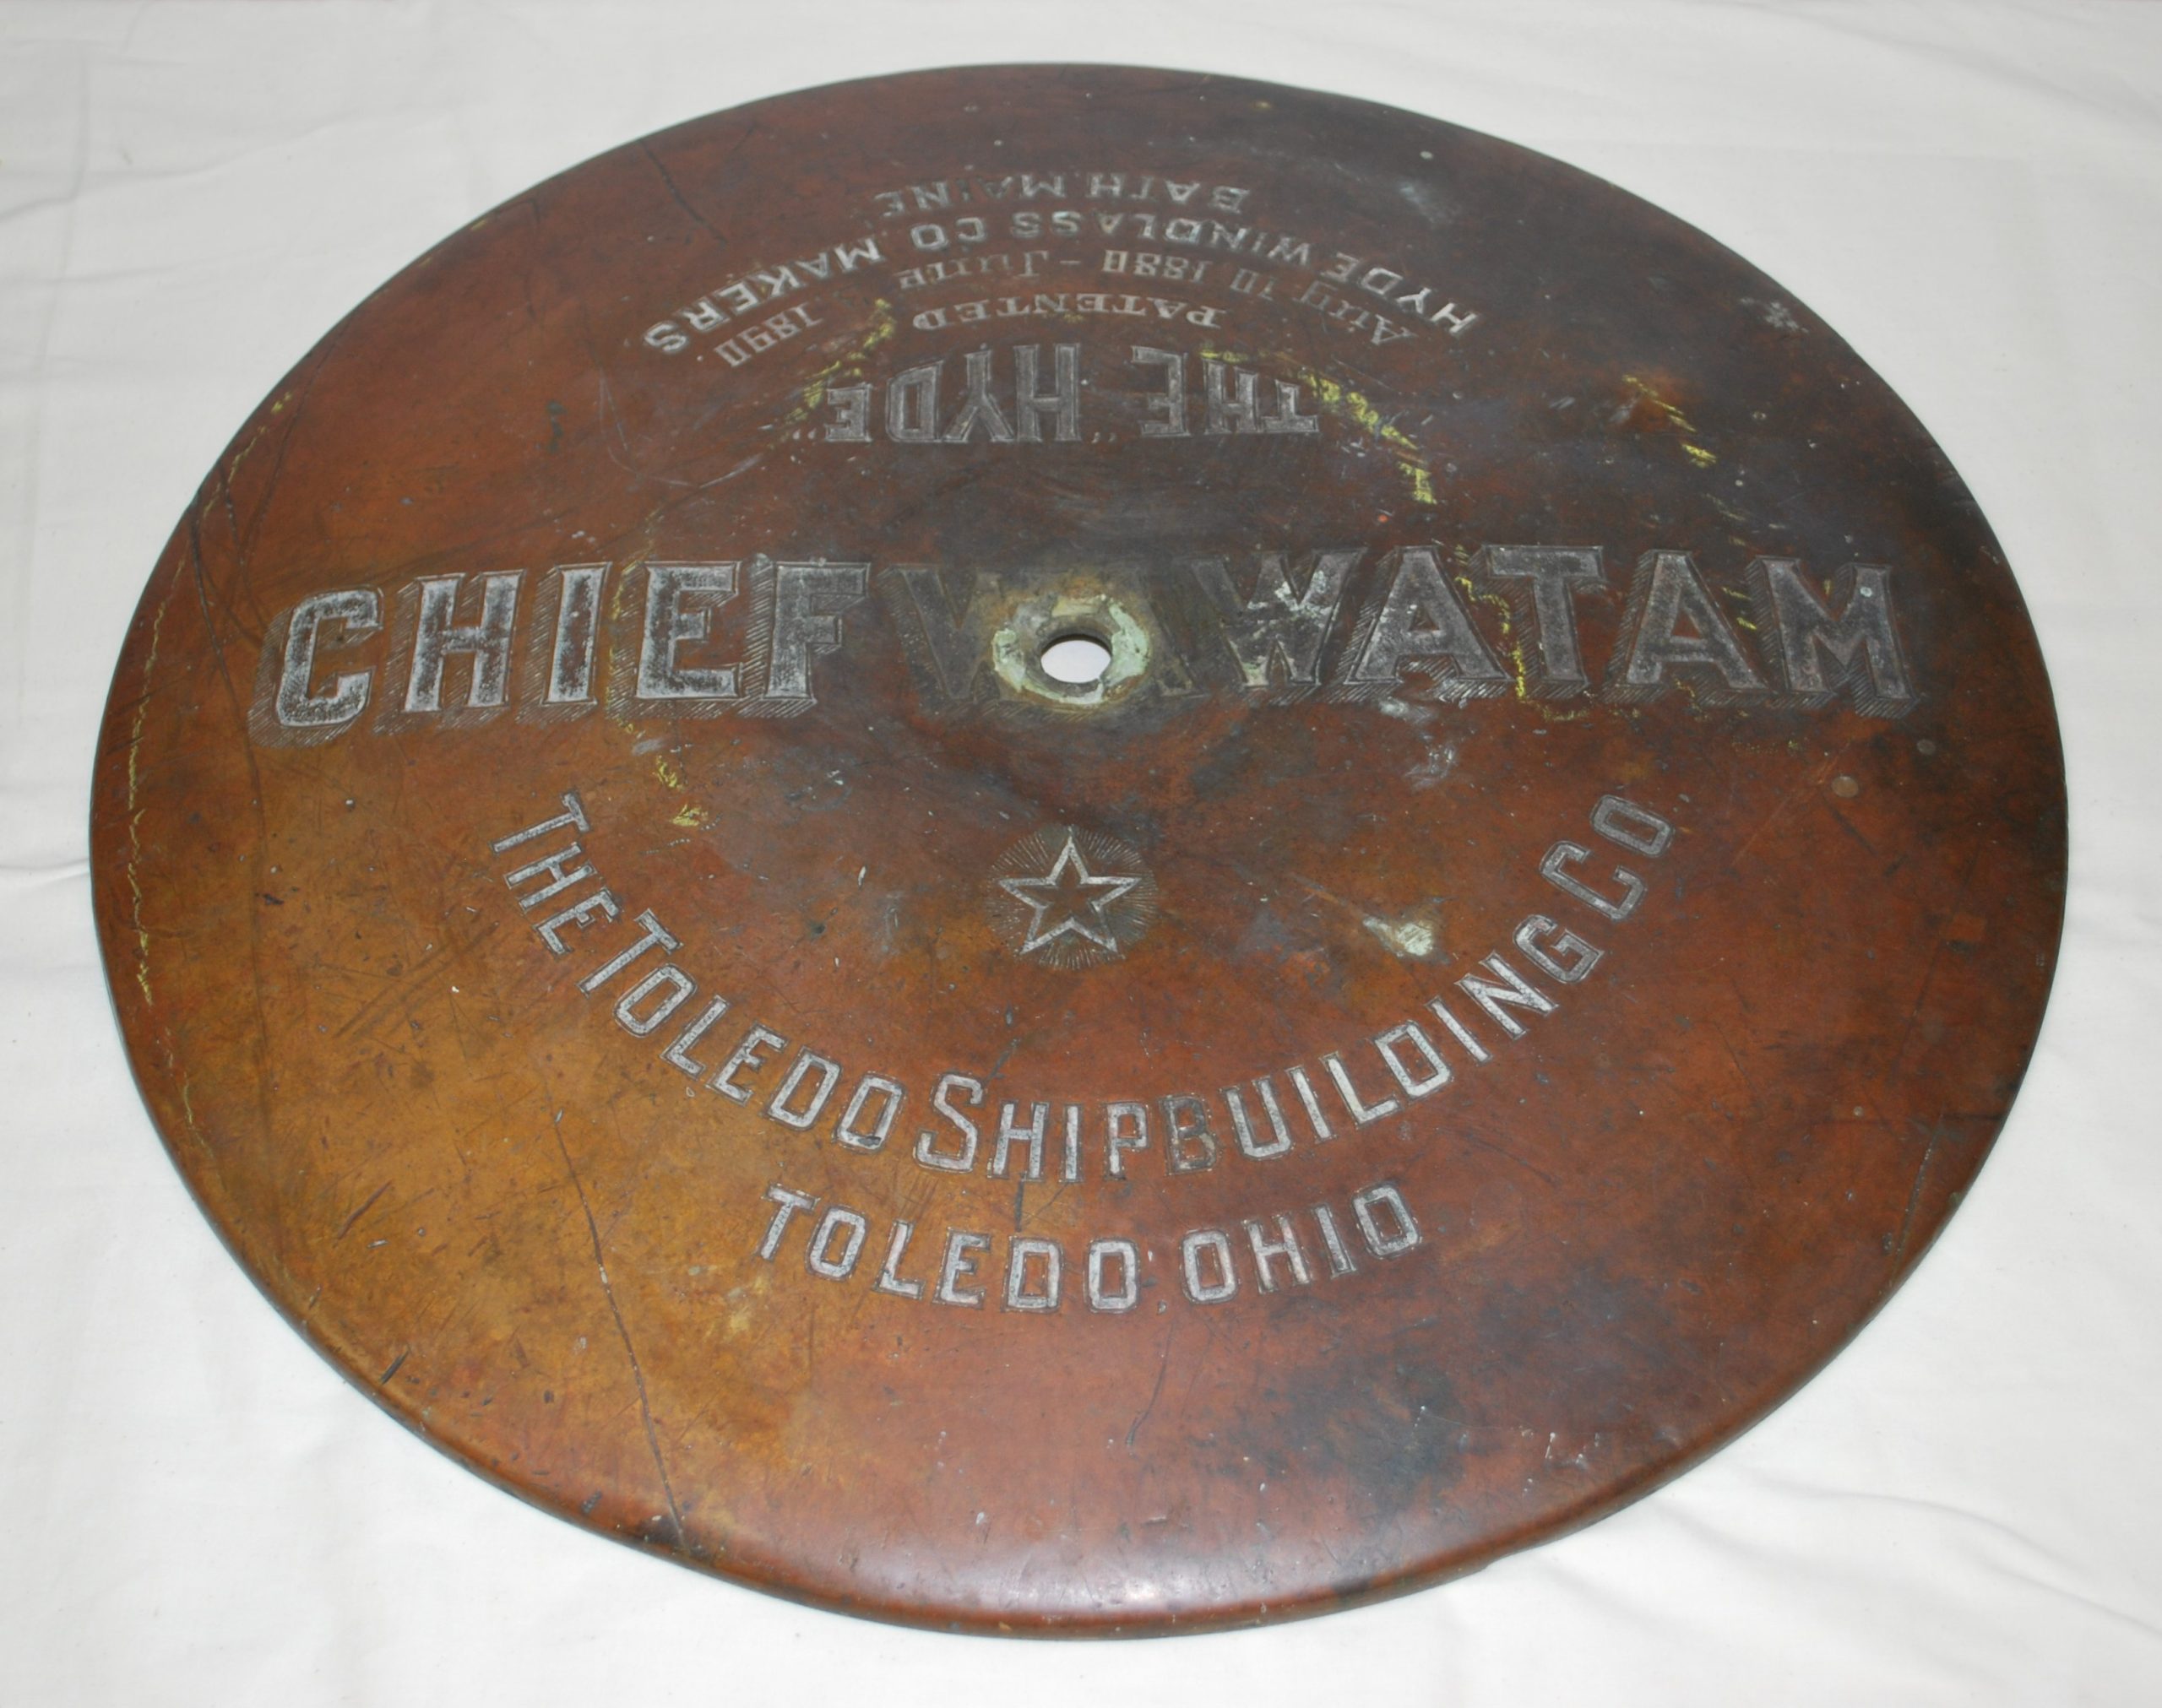 CHIEF WAWATAM
THE TOLEDO SHIPBUILDING CO
TOLEDO OHIO
THE "HYDE"
PATENTED
Aug 10 1880 - June 1890
HYDE WINDLASS CO MAKERS
BATH MAINE